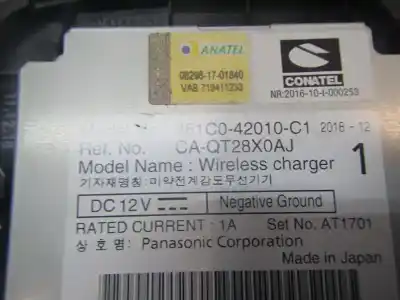 ANATEL
06296-17-01840
CONATEL
NR:2016-10-I-000253
61C0-42010-C1 2016-12
Ref. No. CA-QT28X0AJ
Model Name : Wireless charger 1
기자재명칭 : 미약전계강도무선기기
DC 12V Negative Ground
RATED CURRENT : 1A Set No. AT1701
상 호 명 : Panasonic Corporation
Made in Japan